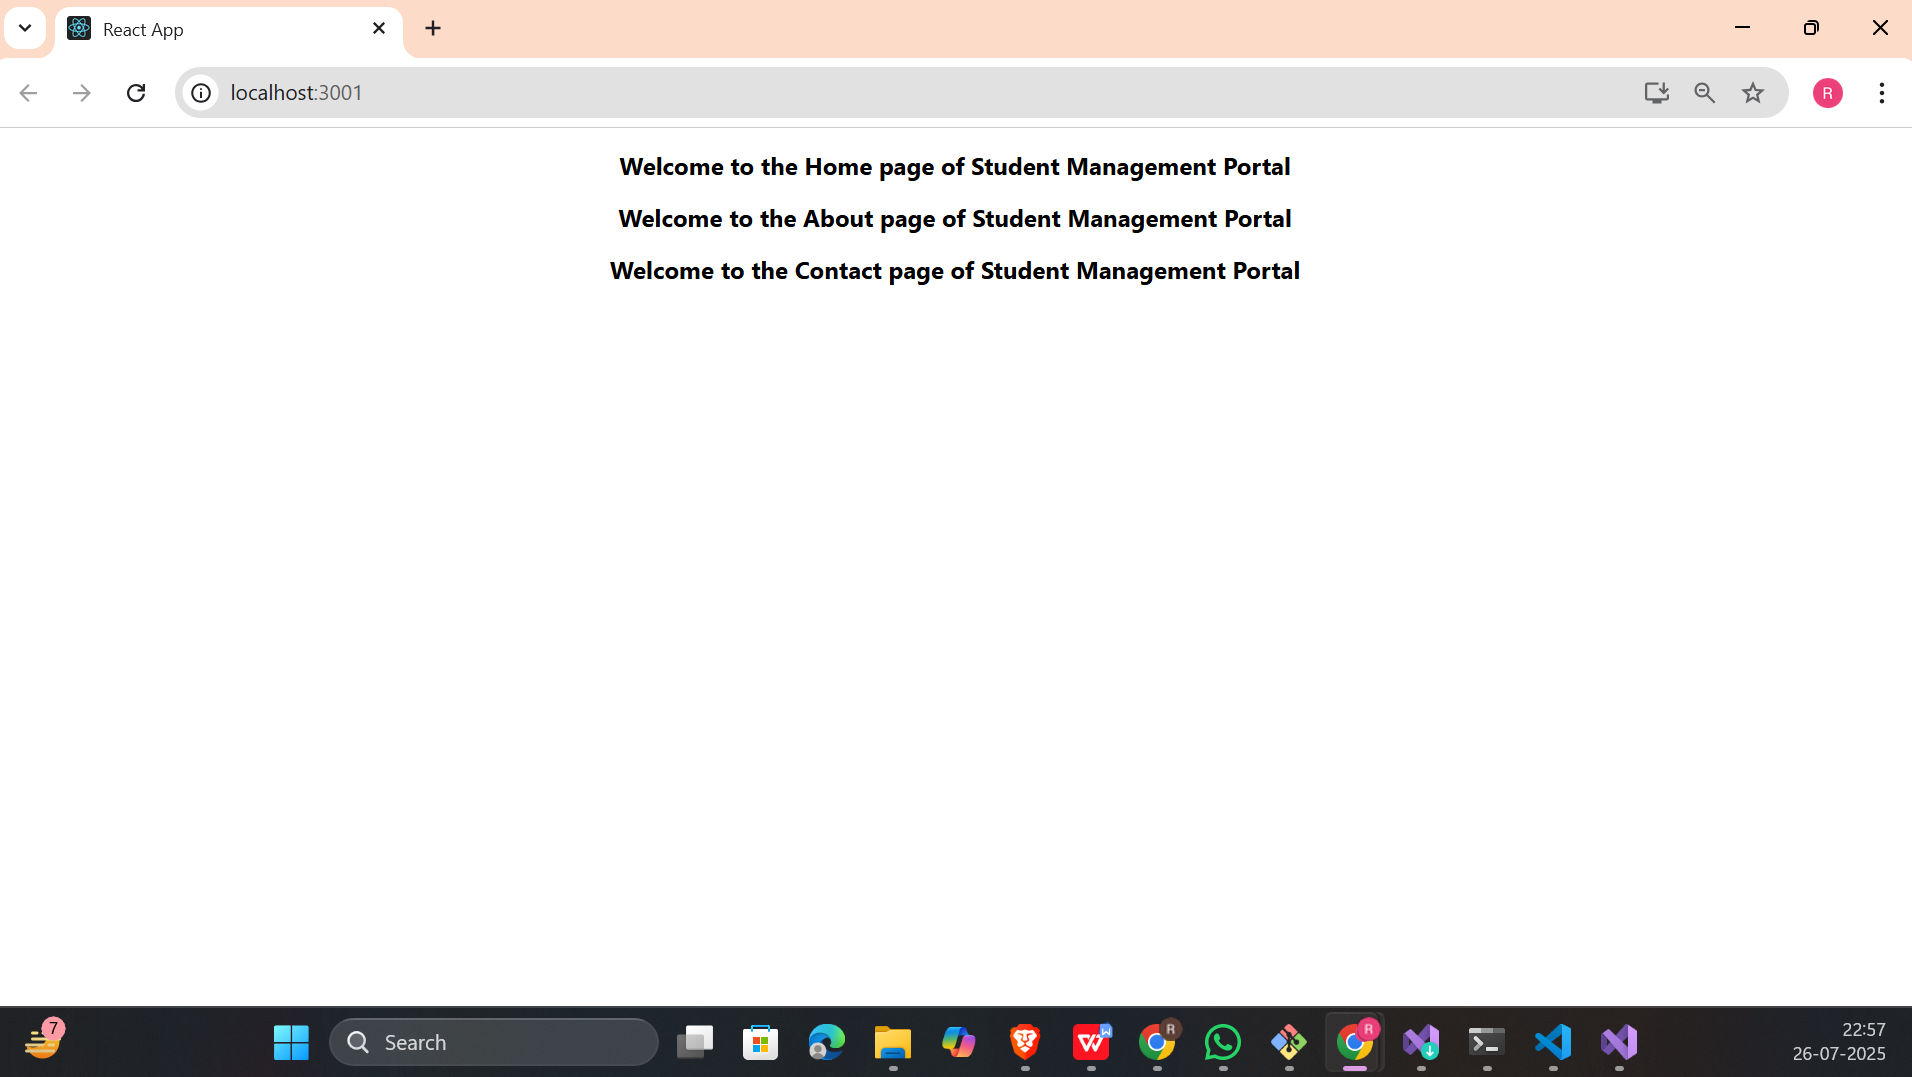 React App
localhost:3001
R
Welcome to the Home page of Student Management Portal
Welcome to the About page of Student Management Portal
Welcome to the Contact page of Student Management Portal
7
Search
W
W
R
R
22:57
26-07-2025